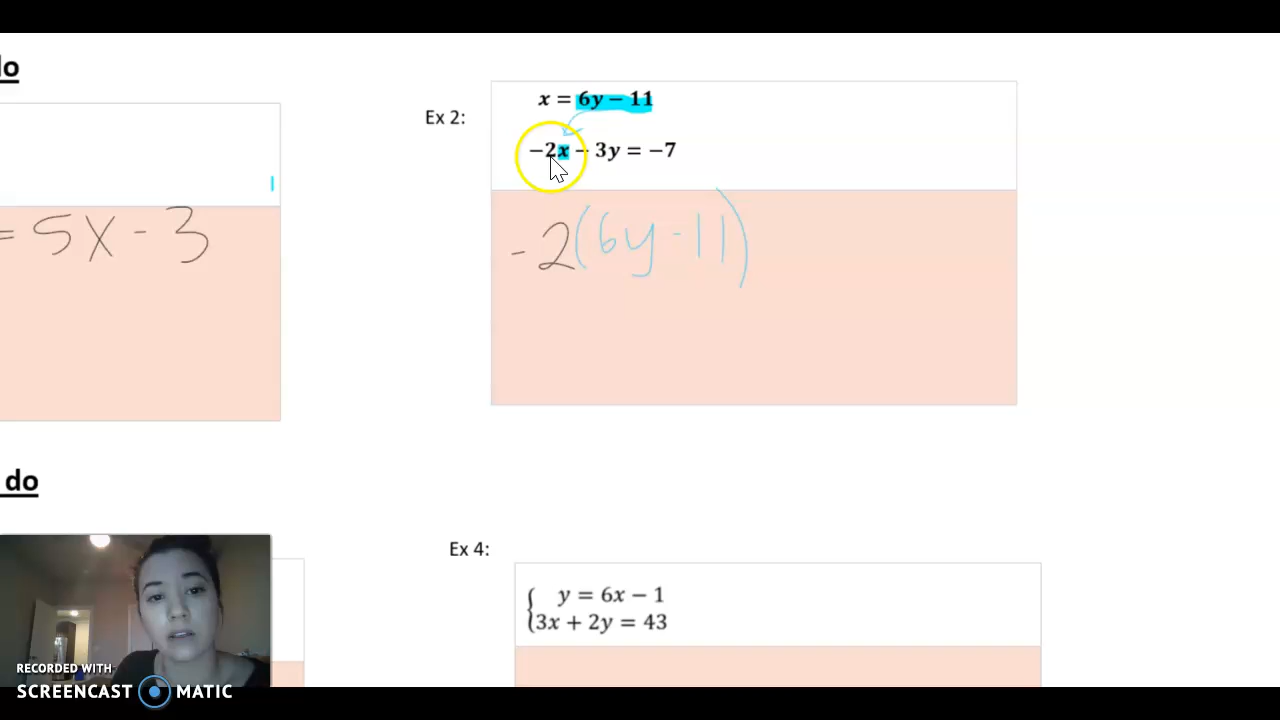 do
Ex 2:
x = 6y − 11
−2x − 3y = −7
= 5x - 3
-2(6y - 11)
do
Ex 4:
y = 6x − 1
3x + 2y = 43
RECORDED WITH
SCREENCAST MATIC